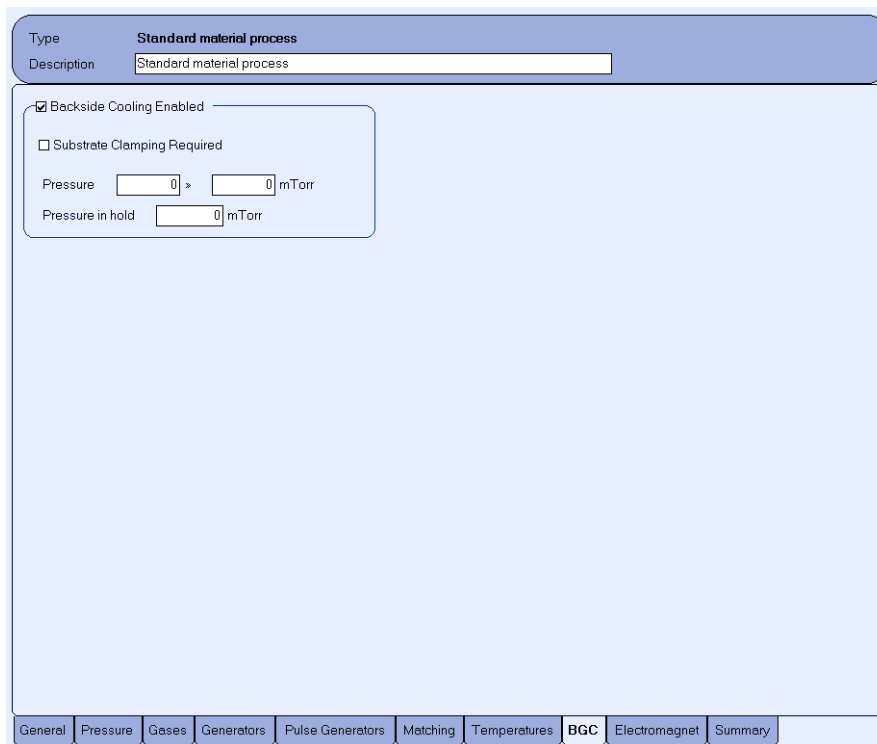 Type Standard material process
Description Standard material process
Backside Cooling Enabled
Substrate Clamping Required
Pressure 0 » 0 mTorr
Pressure in hold 0 mTorr
General Pressure Gases Generators Pulse Generators Matching Temperatures BGC Electromagnet Summary